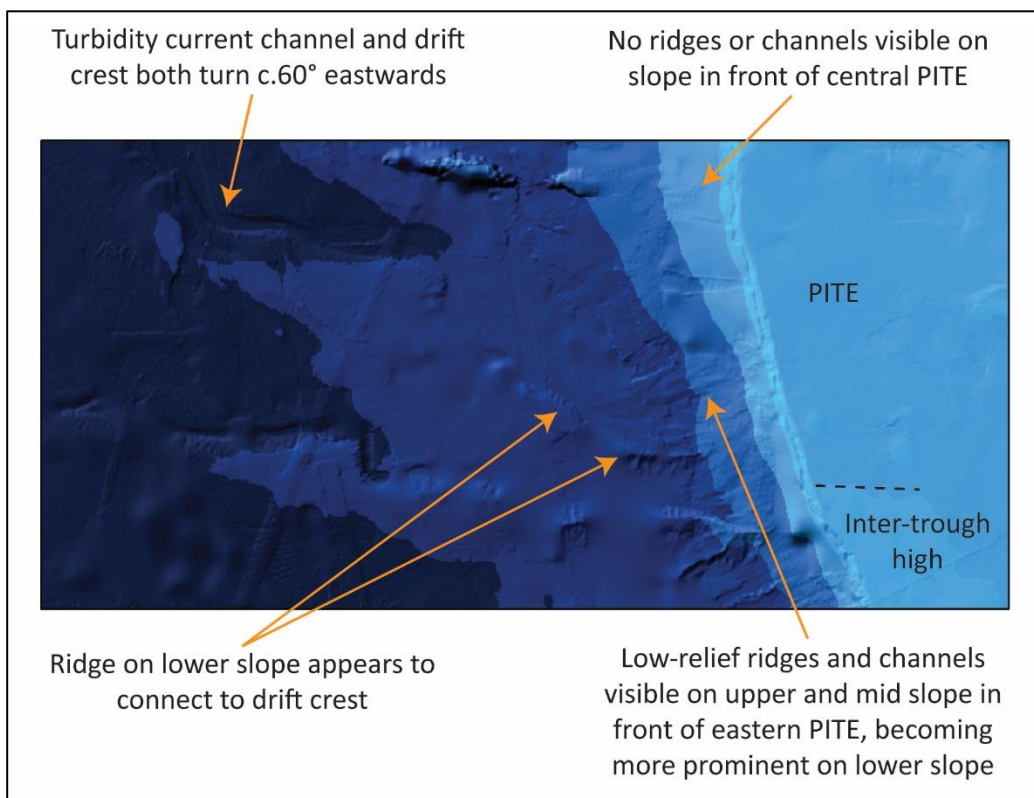 Turbidity current channel and drift
crest both turn c.60° eastwards
No ridges or channels visible on
slope in front of central PITE
PITE
Inter-trough
high
Ridge on lower slope appears to
connect to drift crest
Low-relief ridges and channels
visible on upper and mid slope in
front of eastern PITE, becoming
more prominent on lower slope